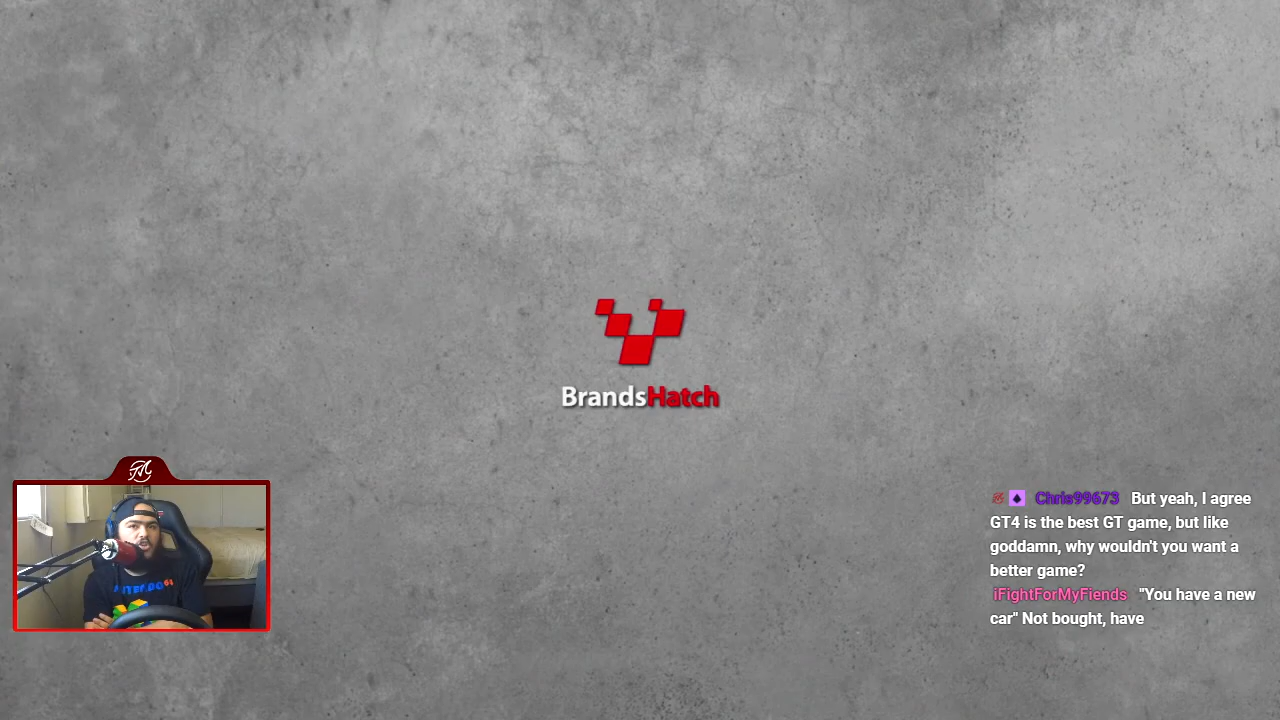 BrandsHatch
Chris99673 But yeah, I agree
GT4 is the best GT game, but like
goddamn, why wouldn't you want a
better game?
iFightForMyFiends "You have a new
car" Not bought, have